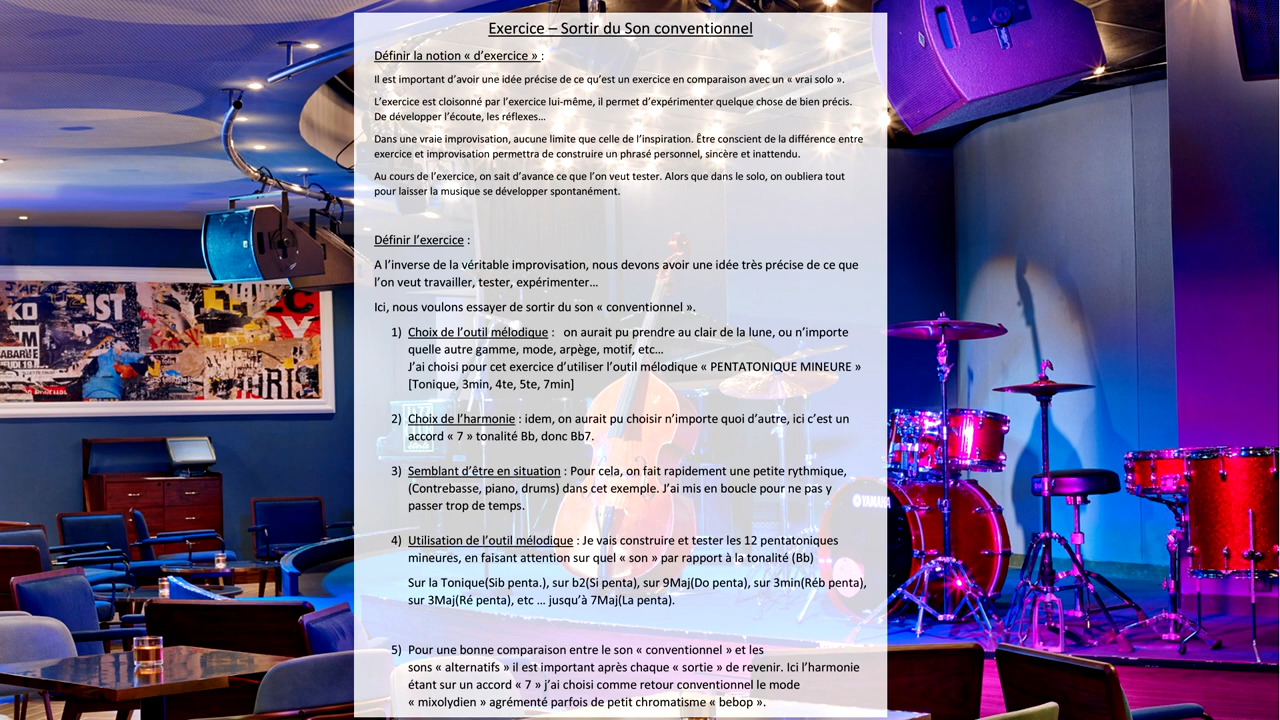 Exercice – Sortir du Son conventionnel
Définir la notion « d'exercice » :
Il est important d'avoir une idée précise de ce qu'est un exercice en comparaison avec un « vrai solo ».
L'exercice est cloisonné par l'exercice lui-même, il permet d'expérimenter quelque chose de bien précis.
De développer l'écoute, les réflexes…
Dans une vraie improvisation, aucune limite que celle de l'inspiration. Être conscient de la différence entre
exercice et improvisation permettra de construire un phrasé personnel, sincère et inattendu.
Au cours de l'exercice, on sait d'avance ce que l'on veut tester. Alors que dans le solo, on oubliera tout
pour laisser la musique se développer spontanément.
Définir l'exercice :
A l'inverse de la véritable improvisation, nous devons avoir une idée très précise de ce que
l'on veut travailler, tester, expérimenter…
Ici, nous voulons essayer de sortir du son « conventionnel ».
1) Choix de l'outil mélodique : on aurait pu prendre au clair de la lune, ou n'importe
quelle autre gamme, mode, arpège, motif, etc…
J'ai choisi pour cet exercice d'utiliser l'outil mélodique « PENTATONIQUE MINEURE »
[Tonique, 3min, 4te, 5te, 7min]
2) Choix de l'harmonie : idem, on aurait pu choisir n'importe quoi d'autre, ici c'est un
accord « 7 » tonalité Bb, donc Bb7.
3) Semblant d'être en situation : Pour cela, on fait rapidement une petite rythmique,
(Contrebasse, piano, drums) dans cet exemple. J'ai mis en boucle pour ne pas y
passer trop de temps.
4) Utilisation de l'outil mélodique : Je vais construire et tester les 12 pentatoniques
mineures, en faisant attention sur quel « son » par rapport à la tonalité (Bb)
Sur la Tonique(Sib penta.), sur b2(Si penta), sur 9Maj(Do penta), sur 3min(Réb penta),
sur 3Maj(Ré penta), etc … jusqu'à 7Maj(La penta).
5) Pour une bonne comparaison entre le son « conventionnel » et les
sons « alternatifs » il est important après chaque « sortie » de revenir. Ici l'harmonie
étant sur un accord « 7 » j'ai choisi comme retour conventionnel le mode
« mixolydien » agrémenté parfois de petit chromatisme « bebop ».
YAMAHA